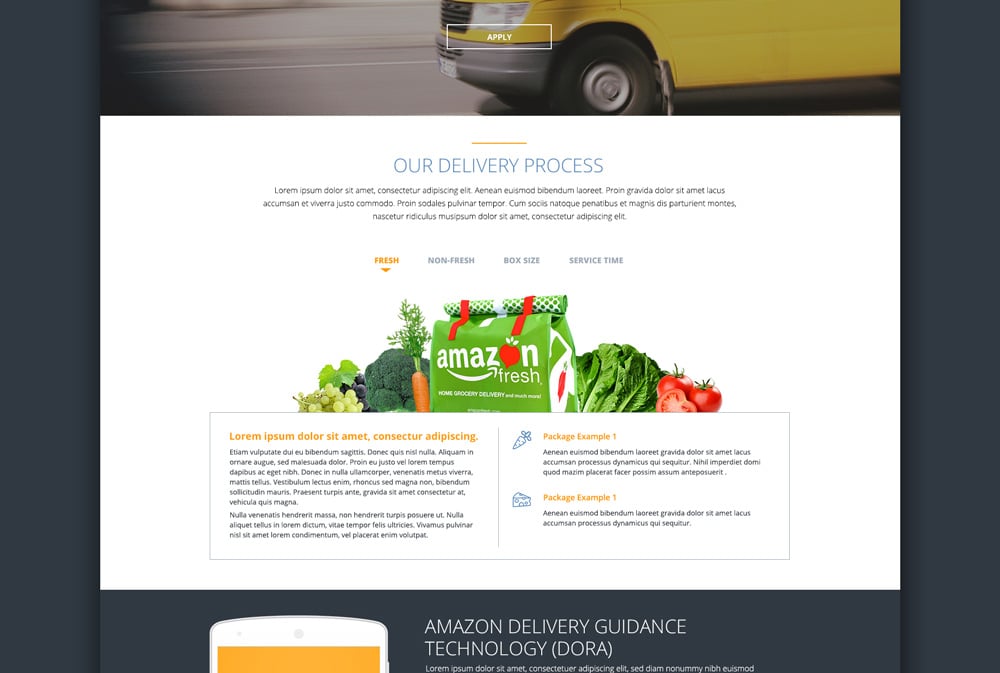 APPLY
OUR DELIVERY PROCESS
Lorem ipsum dolor sit amet, consectetur adipiscing elit. Aenean euismod bibendum laoreet. Proin gravida dolor sit amet lacus
accumsan et viverra justo commodo. Proin sodales pulvinar tempor. Cum sociis natoque penatibus et magnis dis parturient montes,
nascetur ridiculus musipsum dolor sit amet, consectetur adipiscing elit.
FRESH NON-FRESH BOX SIZE SERVICE TIME
amazon
fresh
HOME GROCERY DELIVERY and much more!
Lorem ipsum dolor sit amet, consectur adipiscing.
Etiam vulputate dui eu bibendum sagittis. Donec quis nisl nulla. Aliquam in
ornare augue, sed malesuada dolor. Proin eu justo vel lorem tempus
dapibus ac eget nibh. Donec in nulla ullamcorper, venenatis metus viverra,
mattis tellus. Vestibulum lectus enim, rhoncus sed magna non, bibendum
sollicitudin mauris. Praesent turpis ante, gravida sit amet consectetur at,
vehicula quis magna.
Nulla venenatis hendrerit massa, non hendrerit turpis posuere ut. Nulla
aliquet tellus in lorem dictum, vitae tempor felis ultricies. Vivamus pulvinar
nisl sit amet lorem condimentum, vel placerat enim volutpat.
Package Example 1
Aenean euismod bibendum laoreet gravida dolor sit amet lacus
accumsan processus dynamicus qui sequitur. Nihil imperdiet domi
quod mazim placerat facer possim assum anteposuerit .
Package Example 1
Aenean euismod bibendum laoreet gravida dolor sit amet lacus
accumsan processus dynamicus qui sequitur.
AMAZON DELIVERY GUIDANCE
TECHNOLOGY (DORA)
Lorem ipsum dolor sit amet, consectetuer adipiscing elit, sed diam nonummy nibh euismod